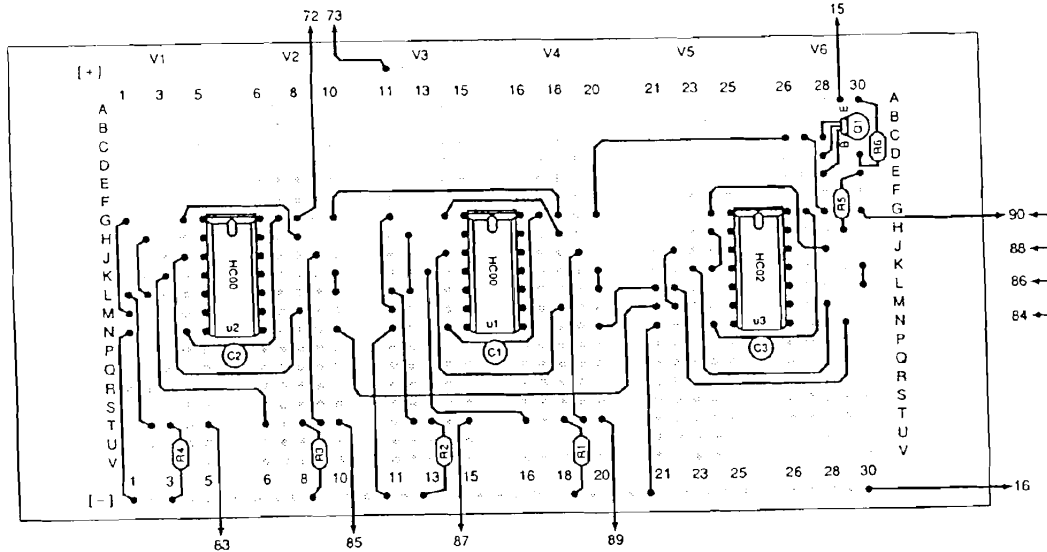 72 73 15
V1 V2 V3 V4 V5 V6
[+]
1 3 5 6 8 10 11 13 15 16 18 20 21 23 25 26 28 30
A A
B B
C C
D D
E E
F F
G G
H H
J J
K K
L L
M M
N N
P P
Q Q
R R
S S
T T
U U
V V
E
B
Q1
R6
R5
90
88
86
84
HC00
u2
C2
HC00
u1
C1
HC02
u3
C3
R4
R3
R2
R1
1 3 5 6 8 10 11 13 15 16 18 20 21 23 25 26 28 30
[-]
16
83 85 87 89